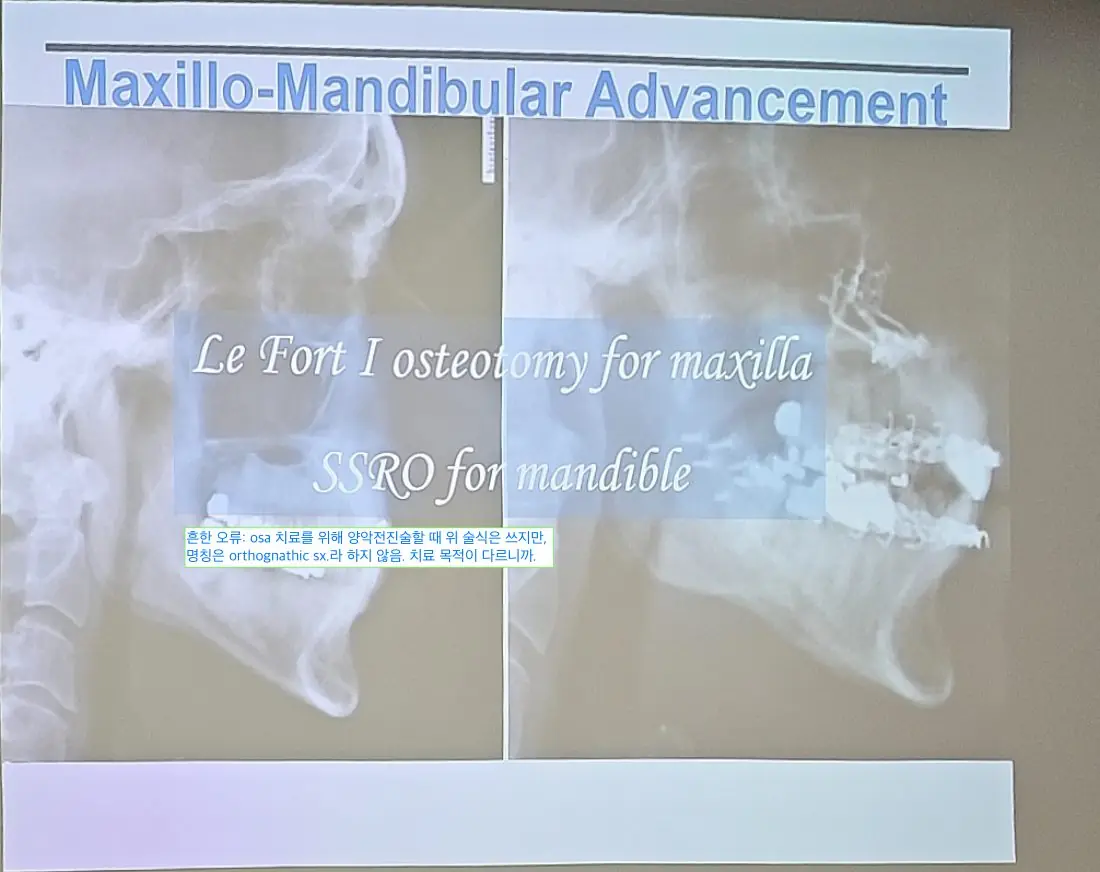 Maxillo-Mandibular Advancement
Le Fort I osteotomy for maxilla
SSRO for mandible
흔한 오류: osa 치료를 위해 양악전진술할 때 위 술식은 쓰지만,
명칭은 orthognathic sx.라 하지 않음. 치료 목적이 다르니까.